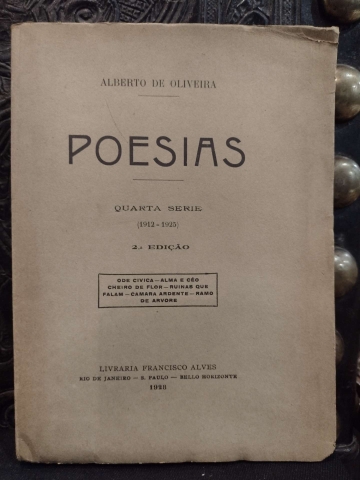 ALBERTO DE OLIVEIRA
POESIAS
QUARTA SERIE
(1912 - 1925)
2.ª EDIÇÃO
ODE CIVICA — ALMA E CÉO
CHEIRO DE FLOR — RUINAS QUE
FALAM — CAMARA ARDENTE — RAMO
DE ARVORE
LIVRARIA FRANCISCO ALVES
RIO DE JANEIRO — S. PAULO — BELLO HORIZONTE
1928